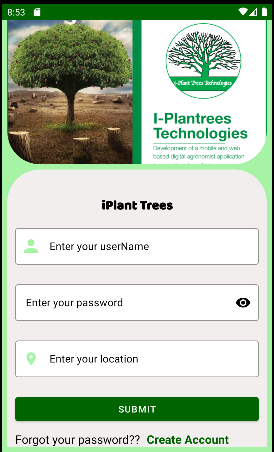 8:53
I-Plant Trees Technologies
I-Plantrees
Technologies
Development of a mobile and web
based digital agronomist application
iPlant Trees
Enter your userName
Enter your password
Enter your location
SUBMIT
Forgot your password?? Create Account